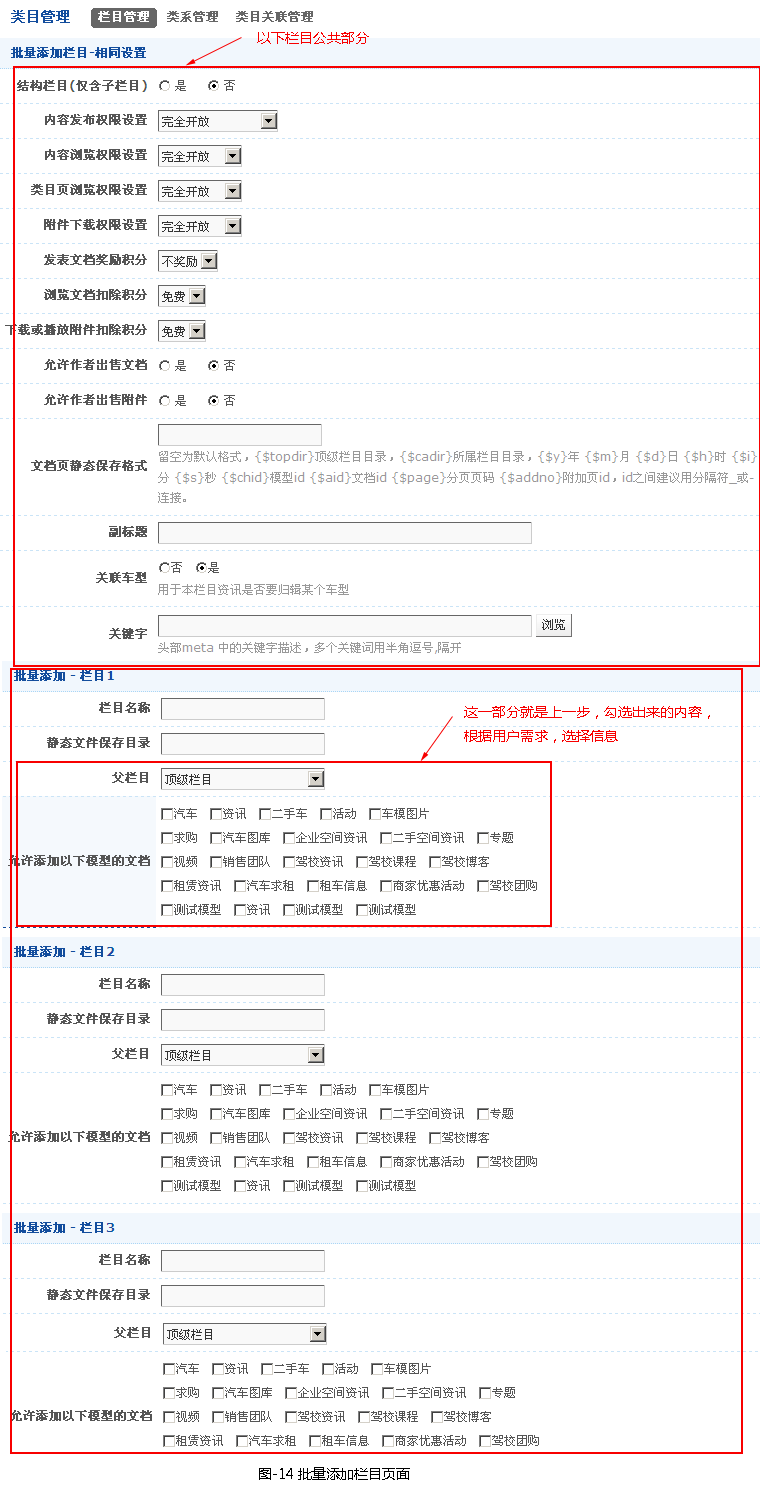 类目管理 栏目管理 类系管理 类目关联管理
以下栏目公共部分
批量添加栏目-相同设置
结构栏目(仅含子栏目) 是 否
内容发布权限设置 完全开放
内容浏览权限设置 完全开放
类目页浏览权限设置 完全开放
附件下载权限设置 完全开放
发表文档奖励积分 不奖励
浏览文档扣除积分 免费
下载或播放附件扣除积分 免费
允许作者出售文档 是 否
允许作者出售附件 是 否
文档页静态保存格式
留空为默认格式，{$topdir}顶级栏目目录，{$cadir}所属栏目目录，{$y}年 {$m}月 {$d}日 {$h}时 {$i}
分 {$s}秒 {$chid}模型id {$aid}文档id {$page}分页页码 {$addno}附加页id，id之间建议用分隔符_或-
连接。
副标题
关联车型 否 是
用于本栏目资讯是否要归辑某个车型
关键字 浏览
头部meta 中的关键字描述，多个关键词用半角逗号,隔开
批量添加 - 栏目1
栏目名称
这一部分就是上一步，勾选出来的内容，
根据用户需求，选择信息
静态文件保存目录
父栏目 顶级栏目
允许添加以下模型的文档
汽车 资讯 二手车 活动 车模图片
求购 汽车图库 企业空间资讯 二手空间资讯 专题
视频 销售团队 驾校资讯 驾校课程 驾校博客
租赁资讯 汽车求租 租车信息 商家优惠活动 驾校团购
测试模型 资讯 测试模型 测试模型
批量添加 - 栏目2
栏目名称
静态文件保存目录
父栏目 顶级栏目
允许添加以下模型的文档
汽车 资讯 二手车 活动 车模图片
求购 汽车图库 企业空间资讯 二手空间资讯 专题
视频 销售团队 驾校资讯 驾校课程 驾校博客
租赁资讯 汽车求租 租车信息 商家优惠活动 驾校团购
测试模型 资讯 测试模型 测试模型
批量添加 - 栏目3
栏目名称
静态文件保存目录
父栏目 顶级栏目
允许添加以下模型的文档
汽车 资讯 二手车 活动 车模图片
求购 汽车图库 企业空间资讯 二手空间资讯 专题
视频 销售团队 驾校资讯 驾校课程 驾校博客
租赁资讯 汽车求租 租车信息 商家优惠活动 驾校团购
图-14 批量添加栏目页面